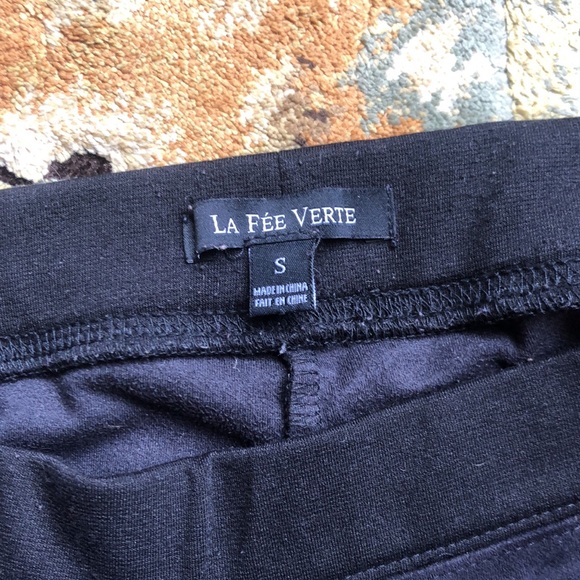 LA FÉE VERTE
S
MADE IN CHINA
FAIT EN CHINE